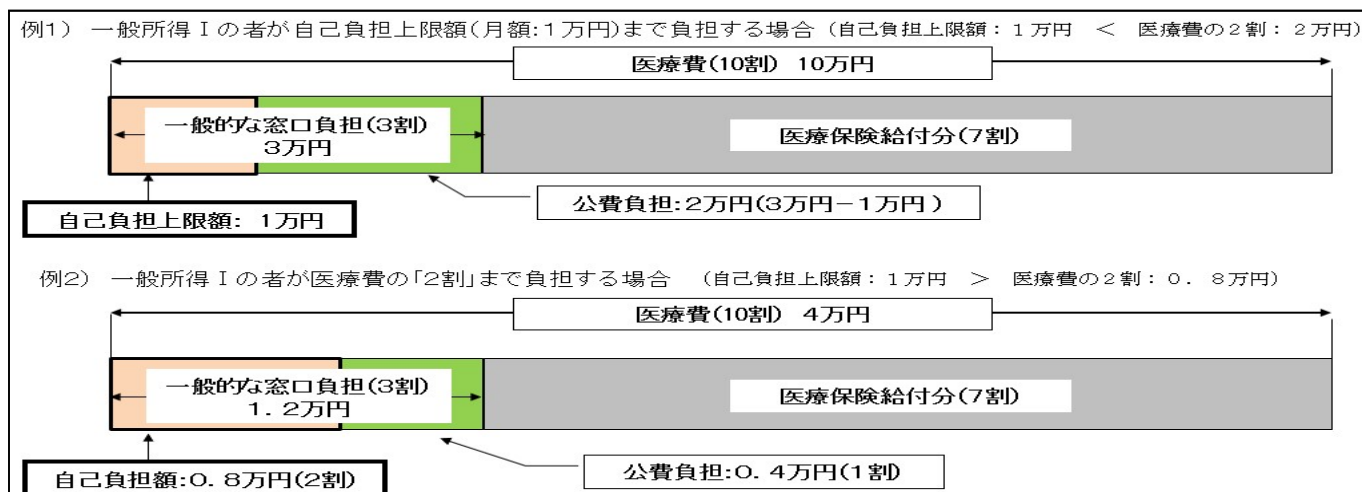 例1） 一般所得Ⅰの者が自己負担上限額（月額：1万円）まで負担する場合（自己負担上限額：1万円 ＜ 医療費の2割：2万円）
医療費(10割) 10万円
一般的な窓口負担(3割)
3万円
医療保険給付分(7割)
公費負担：2万円(3万円－1万円）
自己負担上限額： 1万円
例2） 一般所得Ⅰの者が医療費の「2割」まで負担する場合 （自己負担上限額：1万円 ＞ 医療費の2割：0．8万円）
医療費(10割) 4万円
一般的な窓口負担(3割)
1．2万円
医療保険給付分(7割)
公費負担：0．4万円(1割)
自己負担額：0．8万円(2割)